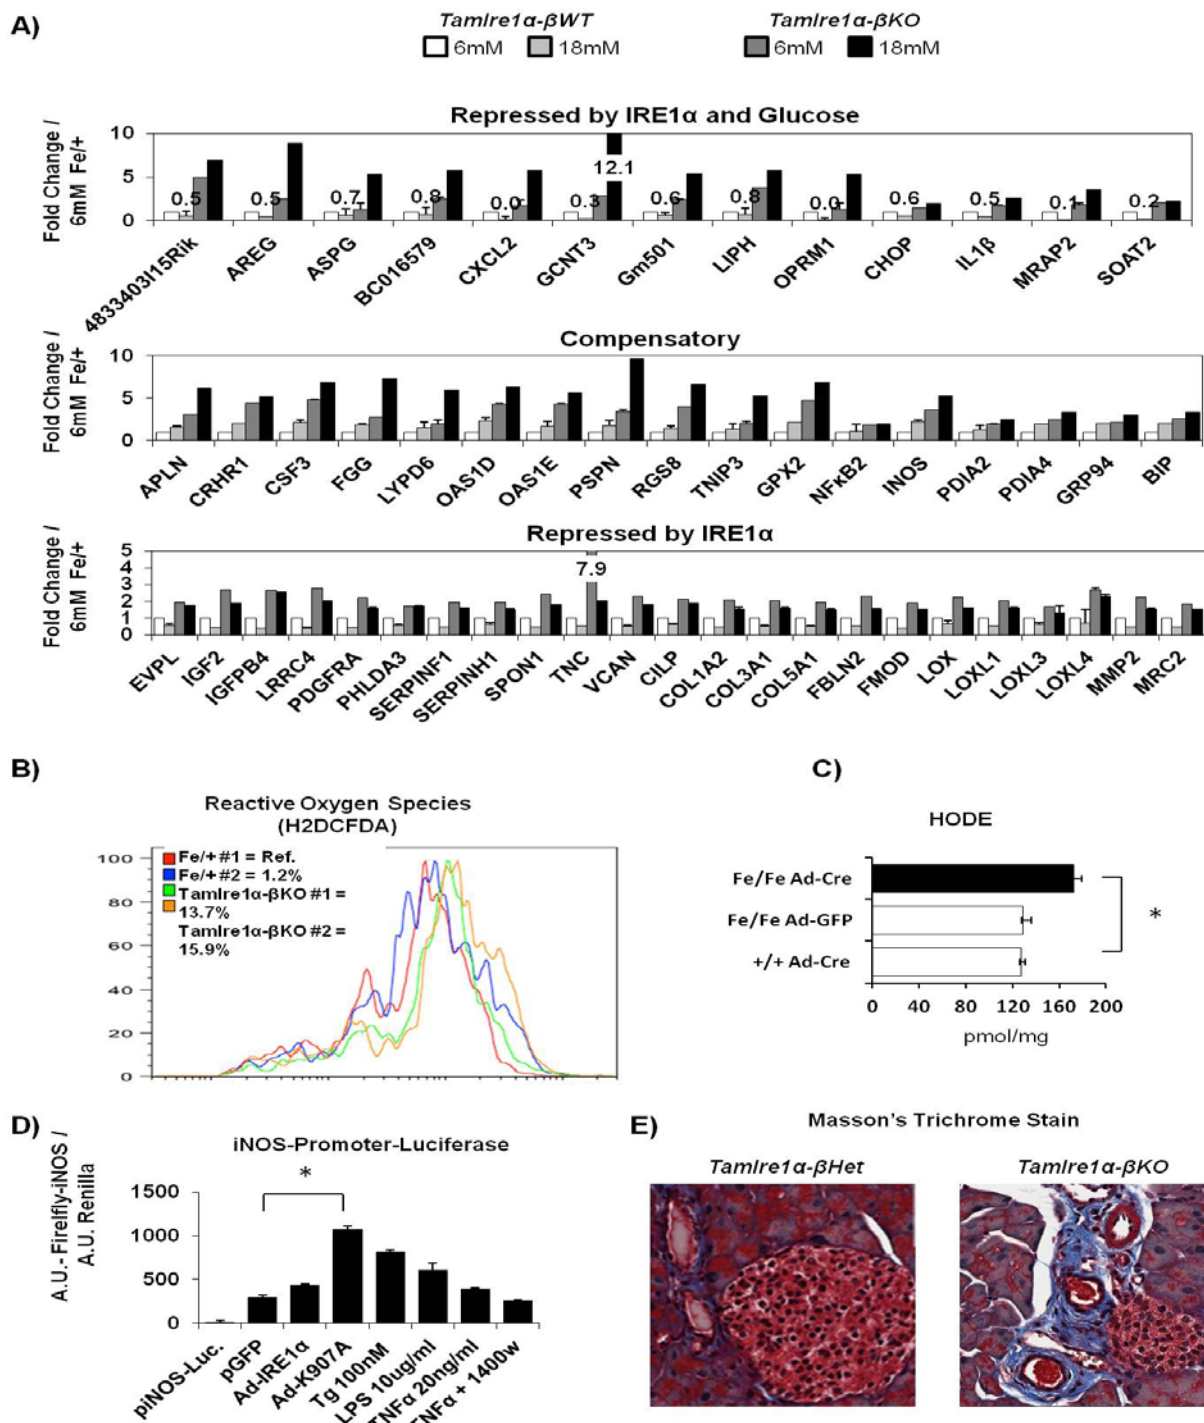 A)
TamIre1α-βWT TamIre1α-βKO
6mM 18mM 6mM 18mM
Repressed by IRE1α and Glucose
Fold Change /
6mM Fe/+
10
5
0
0.5 0.5 0.7 0.8 0.0 0.3 12.1 0.6 0.8 0.0 0.6 0.5 0.1 0.2
4833403I15Rik AREG ASPG BC016579 CXCL2 GCNT3 Gm501 LIPH OPRM1 CHOP IL1β MRAP2 SOAT2
Compensatory
Fold Change /
6mM Fe/+
10
5
0
APLN CRHR1 CSF3 FGG LYPD6 OAS1D OAS1E PSPN RGS8 TNIP3 GPX2 NFκB2 INOS PDIA2 PDIA4 GRP94 BIP
Repressed by IRE1α
Fold Change /
6mM Fe/+
5
4
3
2
1
0
7.9
EVPL IGF2 IGFPB4 LRRC4 PDGFRA PHLDA3 SERPINF1 SERPINH1 SPON1 TNC VCAN CILP COL1A2 COL3A1 COL5A1 FBLN2 FMOD LOX LOXL1 LOXL3 LOXL4 MMP2 MRC2
B)
Reactive Oxygen Species
(H2DCFDA)
Fe/+ #1 = Ref.
Fe/+ #2 = 1.2%
TamIre1α-βKO #1 =
13.7%
TamIre1α-βKO #2 =
15.9%
100
80
60
40
20
0
C)
HODE
Fe/Fe Ad-Cre
Fe/Fe Ad-GFP
+/+ Ad-Cre
*
0 40 80 120 160 200
pmol/mg
D)
iNOS-Promoter-Luciferase
A.U.- Firelfly-iNOS /
A.U. Renilla
*
1500
1000
500
0
piNOS-Luc. pGFP Ad-IRE1α Ad-K907A Tg 100nM LPS 10ug/ml TNFα 20ng/ml TNFα + 1400w
E)
Masson's Trichrome Stain
TamIre1α-βHet TamIre1α-βKO